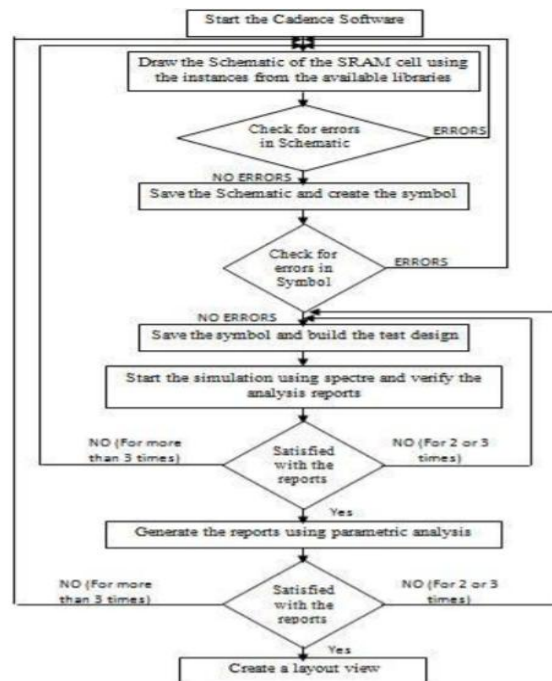 Start the Cadence Software
Draw the Schematic of the SRAM cell using
the instances from the available libraries
Check for errors
in Schematic
ERRORS
NO ERRORS
Save the Schematic and create the symbol
Check for
errors in
Symbol
ERRORS
NO ERRORS
Save the symbol and build the test design
Start the simulation using spectre and verify the
analysis reports
NO (For more
than 3 times)
Satisfied
with the
reports
NO (For 2 or 3
times)
Yes
Generate the reports using parametric analysis
NO (For more
than 3 times)
Satisfied
with the
reports
NO (For 2 or 3
times)
Yes
Create a layout view